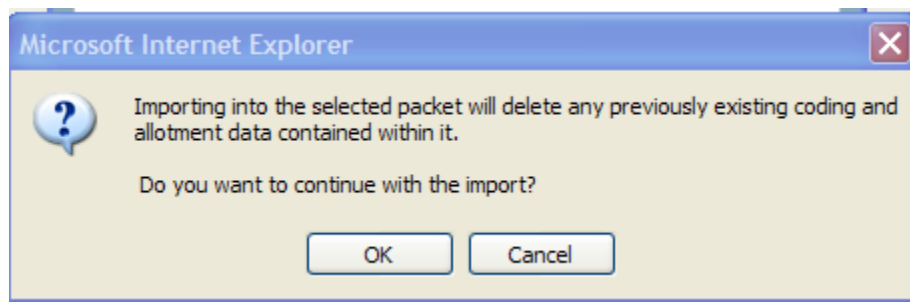 Microsoft Internet Explorer
Importing into the selected packet will delete any previously existing coding and
allotment data contained within it.
Do you want to continue with the import?
OK Cancel